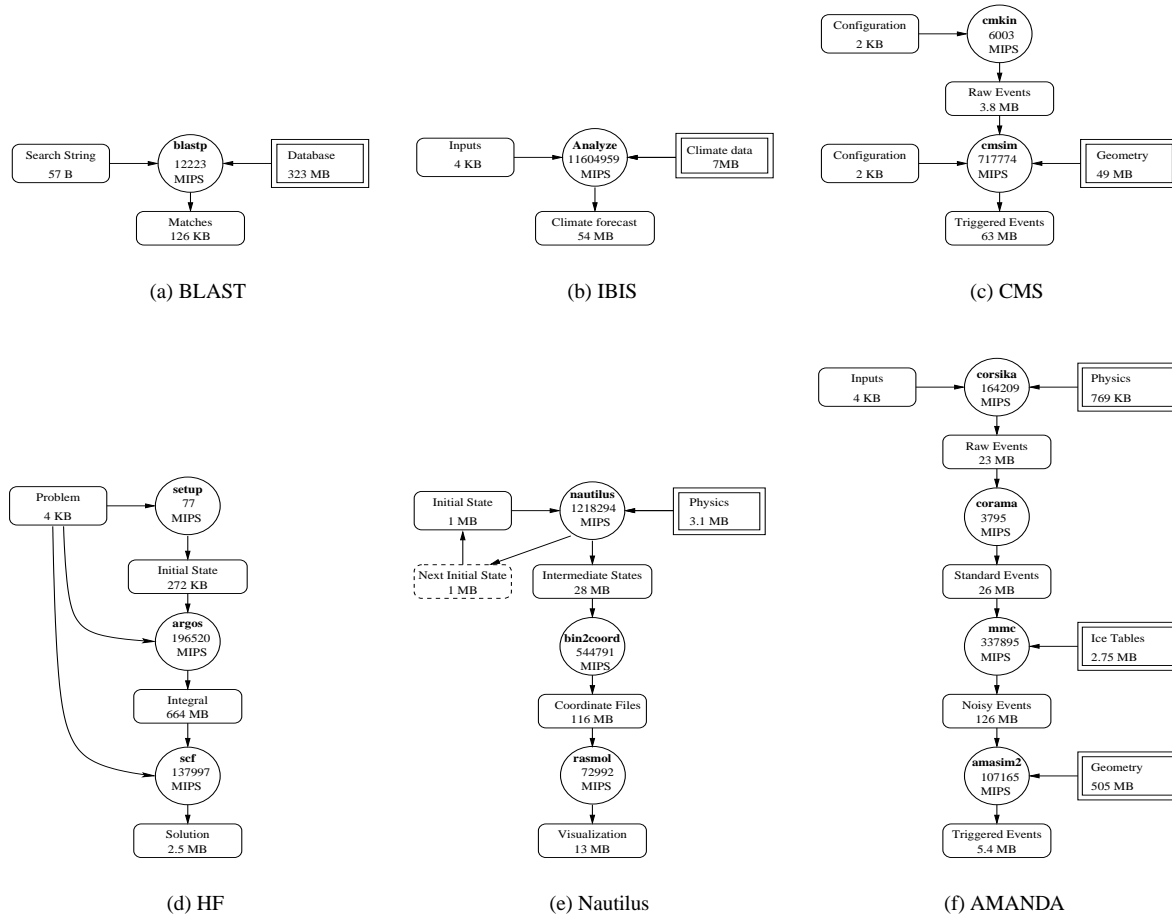 Search String
57 B
blastp
12223
MIPS
Database
323 MB
Matches
126 KB
(a) BLAST
Inputs
4 KB
Analyze
11604959
MIPS
Climate data
7MB
Climate forecast
54 MB
(b) IBIS
Configuration
2 KB
cmkin
6003
MIPS
Raw Events
3.8 MB
Configuration
2 KB
cmsim
717774
MIPS
Geometry
49 MB
Triggered Events
63 MB
(c) CMS
Problem
4 KB
setup
77
MIPS
Initial State
272 KB
argos
196520
MIPS
Integral
664 MB
scf
137997
MIPS
Solution
2.5 MB
(d) HF
Initial State
1 MB
nautilus
1218294
MIPS
Physics
3.1 MB
Next Initial State
1 MB
Intermediate States
28 MB
bin2coord
544791
MIPS
Coordinate Files
116 MB
rasmol
72992
MIPS
Visualization
13 MB
(e) Nautilus
Inputs
4 KB
corsika
164209
MIPS
Physics
769 KB
Raw Events
23 MB
corama
3795
MIPS
Standard Events
26 MB
mmc
337895
MIPS
Ice Tables
2.75 MB
Noisy Events
126 MB
amasim2
107165
MIPS
Geometry
505 MB
Triggered Events
5.4 MB
(f) AMANDA